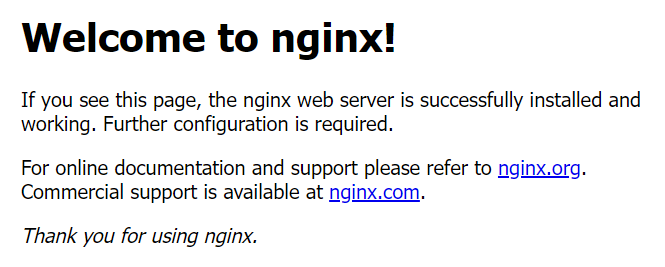 Welcome to nginx!
If you see this page, the nginx web server is successfully installed and
working. Further configuration is required.
For online documentation and support please refer to nginx.org.
Commercial support is available at nginx.com.
Thank you for using nginx.